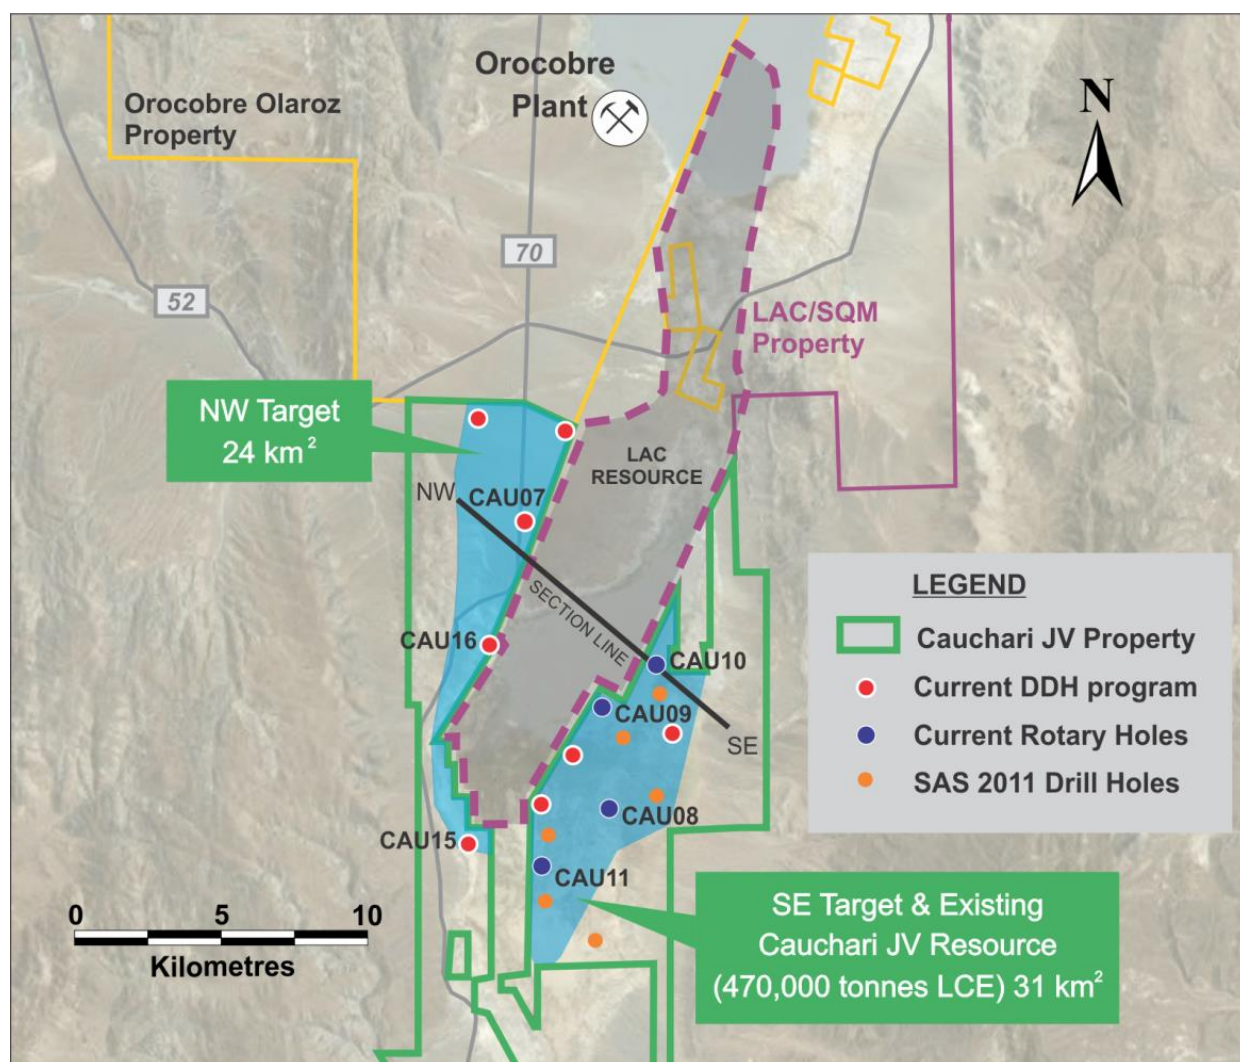 Orocobre
Plant
N
Orocobre Olaroz
Property
70
52
LAC/SQM
Property
NW Target
24 km²
LAC
RESOURCE
NW
CAU07
SECTION LINE
CAU16
CAU10
CAU09
SE
CAU08
CAU15
CAU11
LEGEND
Cauchari JV Property
Current DDH program
Current Rotary Holes
SAS 2011 Drill Holes
SE Target & Existing
Cauchari JV Resource
(470,000 tonnes LCE) 31 km²
0 5 10
Kilometres